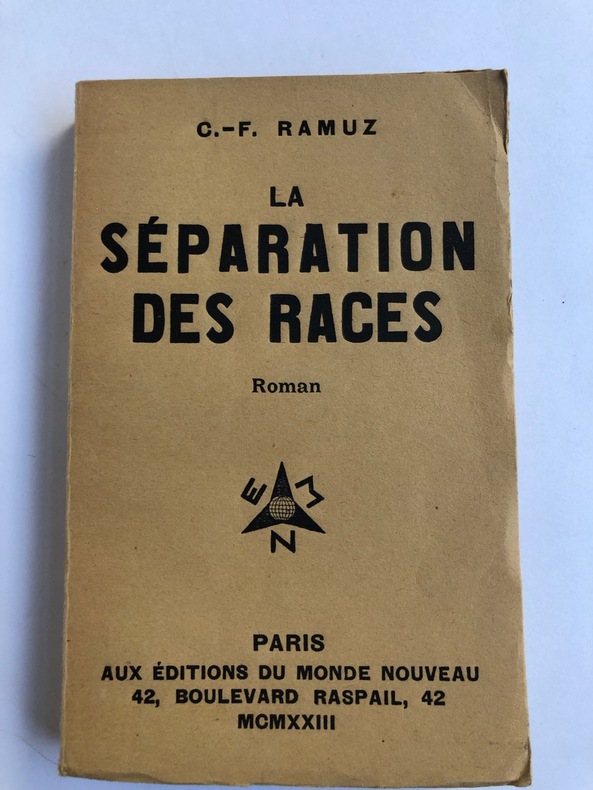 C.-F. RAMUZ
LA
SÉPARATION
DES RACES
Roman
E M
N
PARIS
AUX ÉDITIONS DU MONDE NOUVEAU
42, BOULEVARD RASPAIL, 42
MCMXXIII